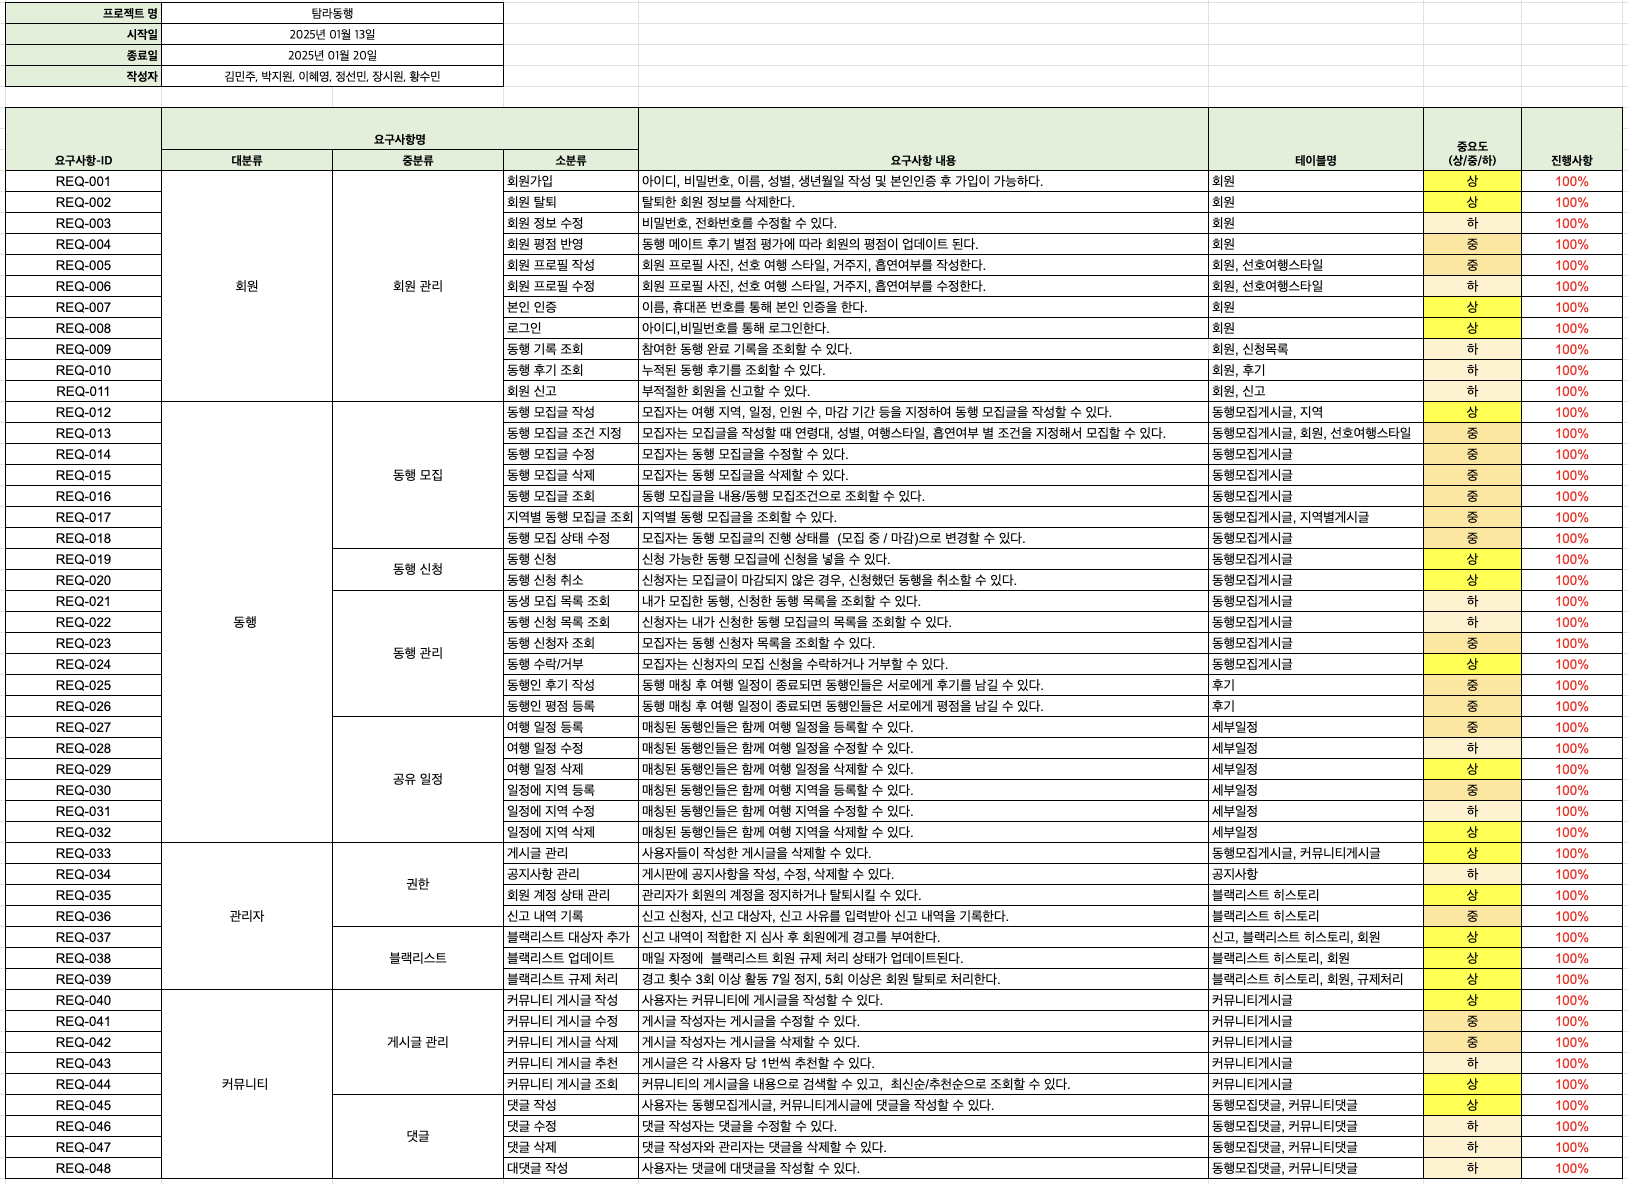 프로젝트 명 탐라동행
시작일 2025년 01월 13일
종료일 2025년 01월 20일
작성자 김민주, 박지원, 이혜영, 정선민, 장시원, 황수민
요구사항-ID 요구사항명 요구사항 내용 테이블명 중요도 (상/중/하) 진행사항
대분류 중분류 소분류
REQ-001 회원 회원 관리 회원가입 아이디, 비밀번호, 이름, 성별, 생년월일 작성 및 본인인증 후 가입이 가능하다. 회원 상 100%
REQ-002 회원 탈퇴 탈퇴한 회원 정보를 삭제한다. 회원 상 100%
REQ-003 회원 정보 수정 비밀번호, 전화번호를 수정할 수 있다. 회원 하 100%
REQ-004 회원 평점 반영 동행 메이트 후기 별점 평가에 따라 회원의 평점이 업데이트 된다. 회원 중 100%
REQ-005 회원 프로필 작성 회원 프로필 사진, 선호 여행 스타일, 거주지, 흡연여부를 작성한다. 회원, 선호여행스타일 중 100%
REQ-006 회원 프로필 수정 회원 프로필 사진, 선호 여행 스타일, 거주지, 흡연여부를 수정한다. 회원, 선호여행스타일 하 100%
REQ-007 본인 인증 이름, 휴대폰 번호를 통해 본인 인증을 한다. 회원 상 100%
REQ-008 로그인 아이디,비밀번호를 통해 로그인한다. 회원 상 100%
REQ-009 동행 기록 조회 참여한 동행 완료 기록을 조회할 수 있다. 회원, 신청목록 하 100%
REQ-010 동행 후기 조회 누적된 동행 후기를 조회할 수 있다. 회원, 후기 하 100%
REQ-011 회원 신고 부적절한 회원을 신고할 수 있다. 회원, 신고 하 100%
REQ-012 동행 동행 모집 동행 모집글 작성 모집자는 여행 지역, 일정, 인원 수, 마감 기간 등을 지정하여 동행 모집글을 작성할 수 있다. 동행모집게시글, 지역 상 100%
REQ-013 동행 모집글 조건 지정 모집자는 모집글을 작성할 때 연령대, 성별, 여행스타일, 흡연여부 별 조건을 지정해서 모집할 수 있다. 동행모집게시글, 회원, 선호여행스타일 중 100%
REQ-014 동행 모집글 수정 모집자는 동행 모집글을 수정할 수 있다. 동행모집게시글 중 100%
REQ-015 동행 모집글 삭제 모집자는 동행 모집글을 삭제할 수 있다. 동행모집게시글 중 100%
REQ-016 동행 모집글 조회 동행 모집글을 내용/동행 모집조건으로 조회할 수 있다. 동행모집게시글 중 100%
REQ-017 지역별 동행 모집글 조회 지역별 동행 모집글을 조회할 수 있다. 동행모집게시글, 지역별게시글 중 100%
REQ-018 동행 모집 상태 수정 모집자는 동행 모집글의 진행 상태를 (모집 중 / 마감)으로 변경할 수 있다. 동행모집게시글 중 100%
REQ-019 동행 신청 동행 신청 신청 가능한 동행 모집글에 신청을 넣을 수 있다. 동행모집게시글 상 100%
REQ-020 동행 신청 취소 신청자는 모집글이 마감되지 않은 경우, 신청했던 동행을 취소할 수 있다. 동행모집게시글 상 100%
REQ-021 동행 관리 동생 모집 목록 조회 내가 모집한 동행, 신청한 동행 목록을 조회할 수 있다. 동행모집게시글 하 100%
REQ-022 동행 신청 목록 조회 신청자는 내가 신청한 동행 모집글의 목록을 조회할 수 있다. 동행모집게시글 하 100%
REQ-023 동행 신청자 조회 모집자는 동행 신청자 목록을 조회할 수 있다. 동행모집게시글 중 100%
REQ-024 동행 수락/거부 모집자는 신청자의 모집 신청을 수락하거나 거부할 수 있다. 동행모집게시글 상 100%
REQ-025 동행인 후기 작성 동행 매칭 후 여행 일정이 종료되면 동행인들은 서로에게 후기를 남길 수 있다. 후기 중 100%
REQ-026 동행인 평점 등록 동행 매칭 후 여행 일정이 종료되면 동행인들은 서로에게 평점을 남길 수 있다. 후기 중 100%
REQ-027 공유 일정 여행 일정 등록 매칭된 동행인들은 함께 여행 일정을 등록할 수 있다. 세부일정 중 100%
REQ-028 여행 일정 수정 매칭된 동행인들은 함께 여행 일정을 수정할 수 있다. 세부일정 하 100%
REQ-029 여행 일정 삭제 매칭된 동행인들은 함께 여행 일정을 삭제할 수 있다. 세부일정 상 100%
REQ-030 일정에 지역 등록 매칭된 동행인들은 함께 여행 지역을 등록할 수 있다. 세부일정 중 100%
REQ-031 일정에 지역 수정 매칭된 동행인들은 함께 여행 지역을 수정할 수 있다. 세부일정 하 100%
REQ-032 일정에 지역 삭제 매칭된 동행인들은 함께 여행 지역을 삭제할 수 있다. 세부일정 상 100%
REQ-033 관리자 권한 게시글 관리 사용자들이 작성한 게시글을 삭제할 수 있다. 동행모집게시글, 커뮤니티게시글 상 100%
REQ-034 공지사항 관리 게시판에 공지사항을 작성, 수정, 삭제할 수 있다. 공지사항 하 100%
REQ-035 회원 계정 상태 관리 관리자가 회원의 계정을 정지하거나 탈퇴시킬 수 있다. 블랙리스트 히스토리 상 100%
REQ-036 신고 내역 기록 신고 신청자, 신고 대상자, 신고 사유를 입력받아 신고 내역을 기록한다. 블랙리스트 히스토리 중 100%
REQ-037 블랙리스트 블랙리스트 대상자 추가 신고 내역이 적합한 지 심사 후 회원에게 경고를 부여한다. 신고, 블랙리스트 히스토리, 회원 상 100%
REQ-038 블랙리스트 업데이트 매일 자정에 블랙리스트 회원 규제 처리 상태가 업데이트된다. 블랙리스트 히스토리, 회원 상 100%
REQ-039 블랙리스트 규제 처리 경고 횟수 3회 이상 활동 7일 정지, 5회 이상은 회원 탈퇴로 처리한다. 블랙리스트 히스토리, 회원, 규제처리 상 100%
REQ-040 커뮤니티 게시글 관리 커뮤니티 게시글 작성 사용자는 커뮤니티에 게시글을 작성할 수 있다. 커뮤니티게시글 상 100%
REQ-041 커뮤니티 게시글 수정 게시글 작성자는 게시글을 수정할 수 있다. 커뮤니티게시글 중 100%
REQ-042 커뮤니티 게시글 삭제 게시글 작성자는 게시글을 삭제할 수 있다. 커뮤니티게시글 중 100%
REQ-043 커뮤니티 게시글 추천 게시글은 각 사용자 당 1번씩 추천할 수 있다. 커뮤니티게시글 하 100%
REQ-044 커뮤니티 게시글 조회 커뮤니티의 게시글을 내용으로 검색할 수 있고, 최신순/추천순으로 조회할 수 있다. 커뮤니티게시글 상 100%
REQ-045 댓글 댓글 작성 사용자는 동행모집게시글, 커뮤니티게시글에 댓글을 작성할 수 있다. 동행모집댓글, 커뮤니티댓글 상 100%
REQ-046 댓글 수정 댓글 작성자는 댓글을 수정할 수 있다. 동행모집댓글, 커뮤니티댓글 하 100%
REQ-047 댓글 삭제 댓글 작성자와 관리자는 댓글을 삭제할 수 있다. 동행모집댓글, 커뮤니티댓글 하 100%
REQ-048 대댓글 작성 사용자는 댓글에 대댓글을 작성할 수 있다. 동행모집댓글, 커뮤니티댓글 하 100%